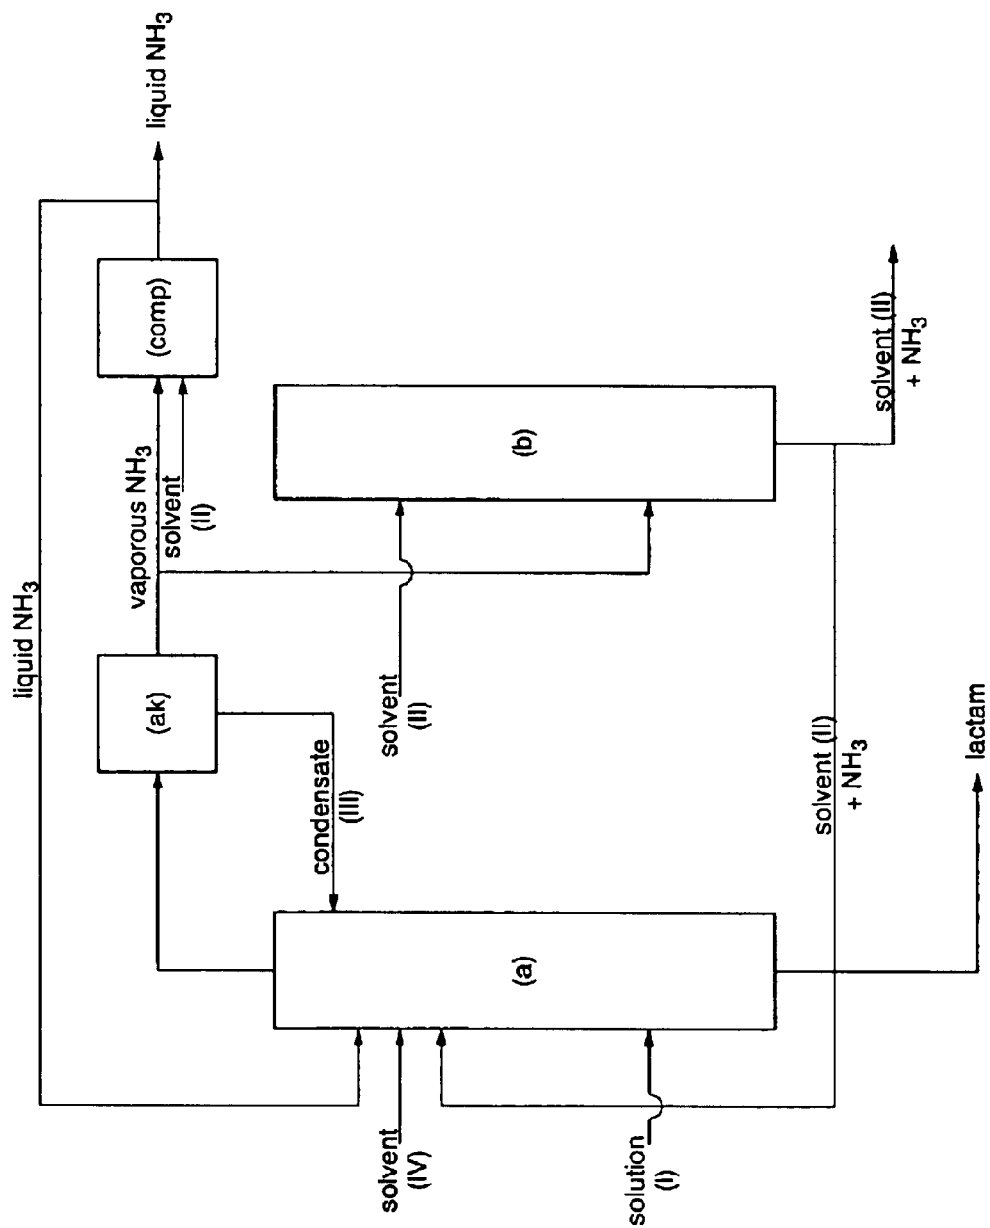 liquid NH3
liquid NH3
(comp)
vaporous NH3
solvent
(II)
(ak)
condensate
(III)
solvent
(II)
(b)
solvent (II)
+ NH3
(a)
solvent
(IV)
solution
(I)
solvent (II)
+ NH3
lactam